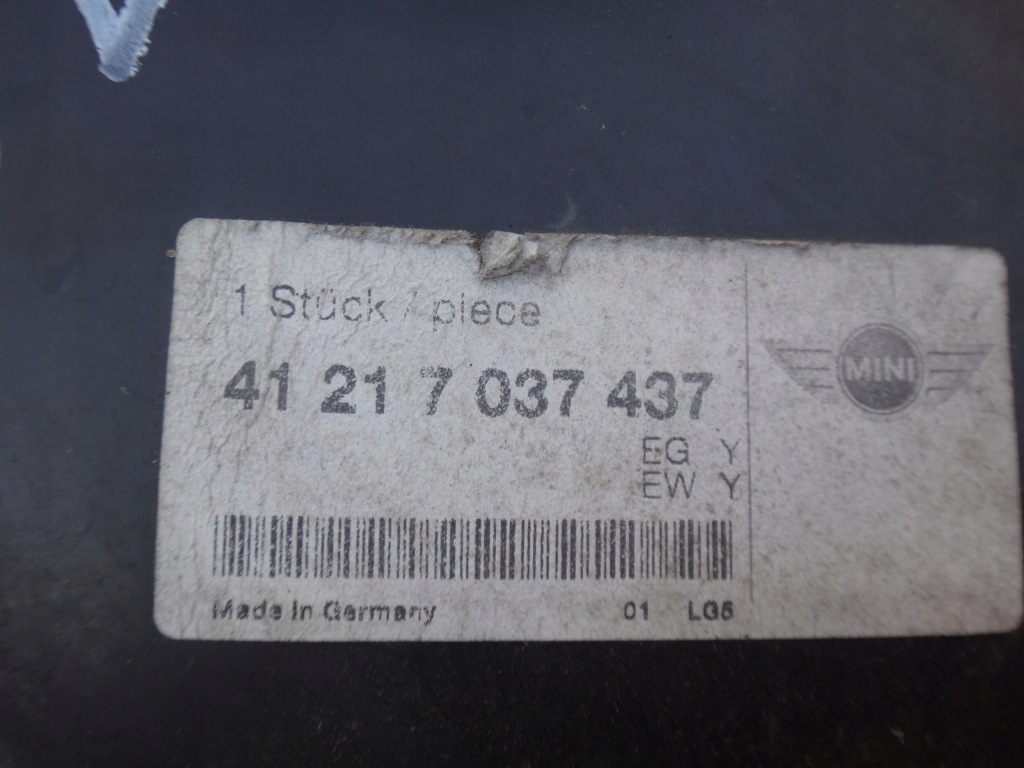 1 Stück / piece
41 21 7 037 437
MINI
EG Y
EW Y
Made in Germany 01 LG5